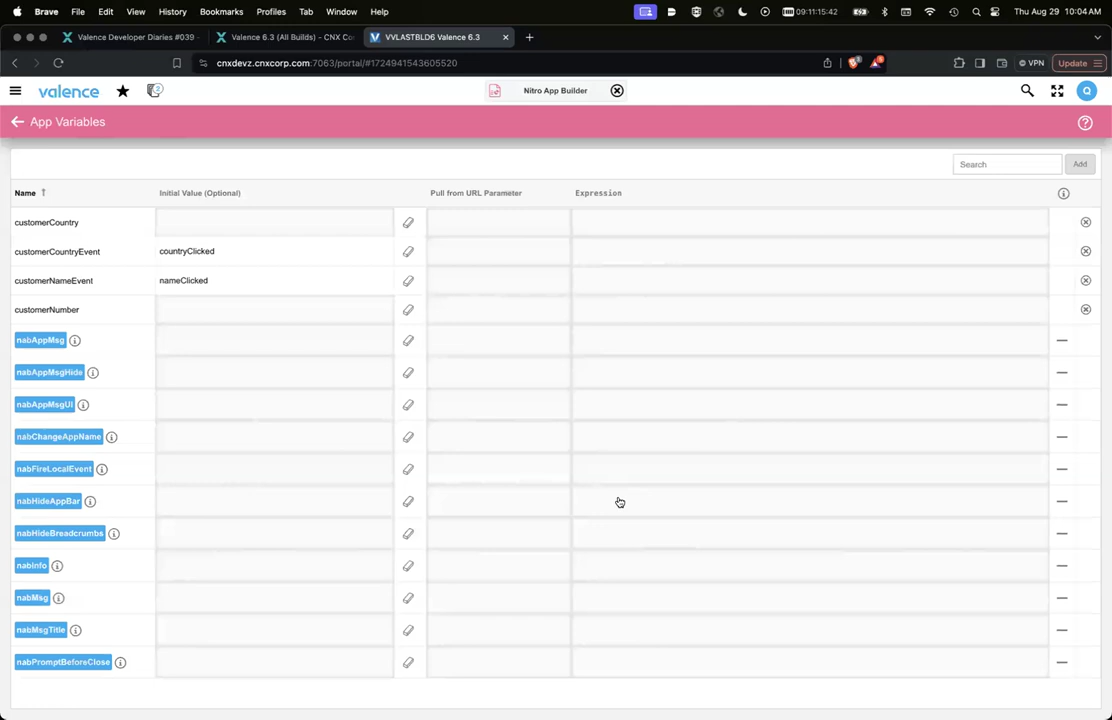 Brave File Edit View History Bookmarks Profiles Tab Window Help 09:11:15:42 Thu Aug 29 10:04 AM
Valence Developer Diaries #039 - Valence 6.3 (All Builds) - CNX Co VVLASTBLD6 Valence 6.3
cnxdevz.cnxcorp.com:7063/portal/#1724941543605520 VPN Update
valence 2 Nitro App Builder Q
App Variables
Search Add
Name Initial Value (Optional) Pull from URL Parameter Expression
customerCountry
customerCountryEvent countryClicked
customerNameEvent nameClicked
customerNumber
nabAppMsg
nabAppMsgHide
nabAppMsgUI
nabChangeAppName
nabFireLocalEvent
nabHideAppBar
nabHideBreadcrumbs
nabInfo
nabMsg
nabMsgTitle
nabPromptBeforeClose